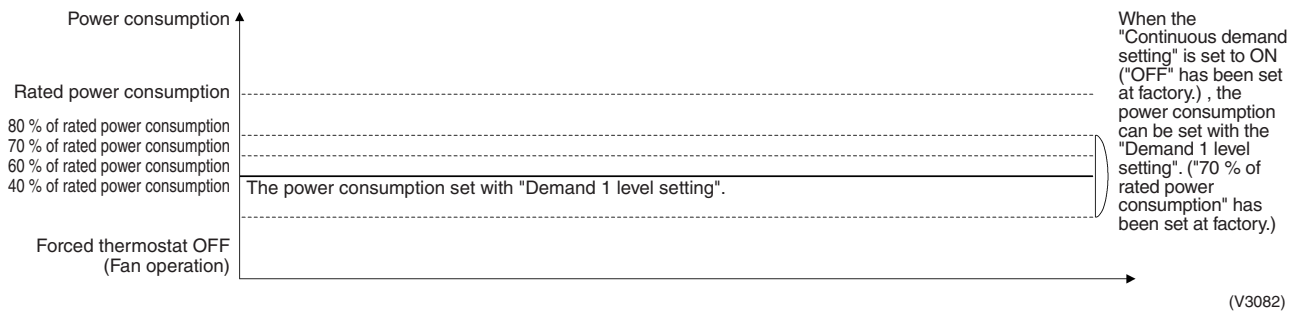 Power consumption
Rated power consumption
80 % of rated power consumption
70 % of rated power consumption
60 % of rated power consumption
40 % of rated power consumption
The power consumption set with "Demand 1 level setting".
Forced thermostat OFF
(Fan operation)
When the
"Continuous demand
setting" is set to ON
("OFF" has been set
at factory.) , the
power consumption
can be set with the
"Demand 1 level
setting". ("70 % of
rated power
consumption" has
been set at factory.)
(V3082)